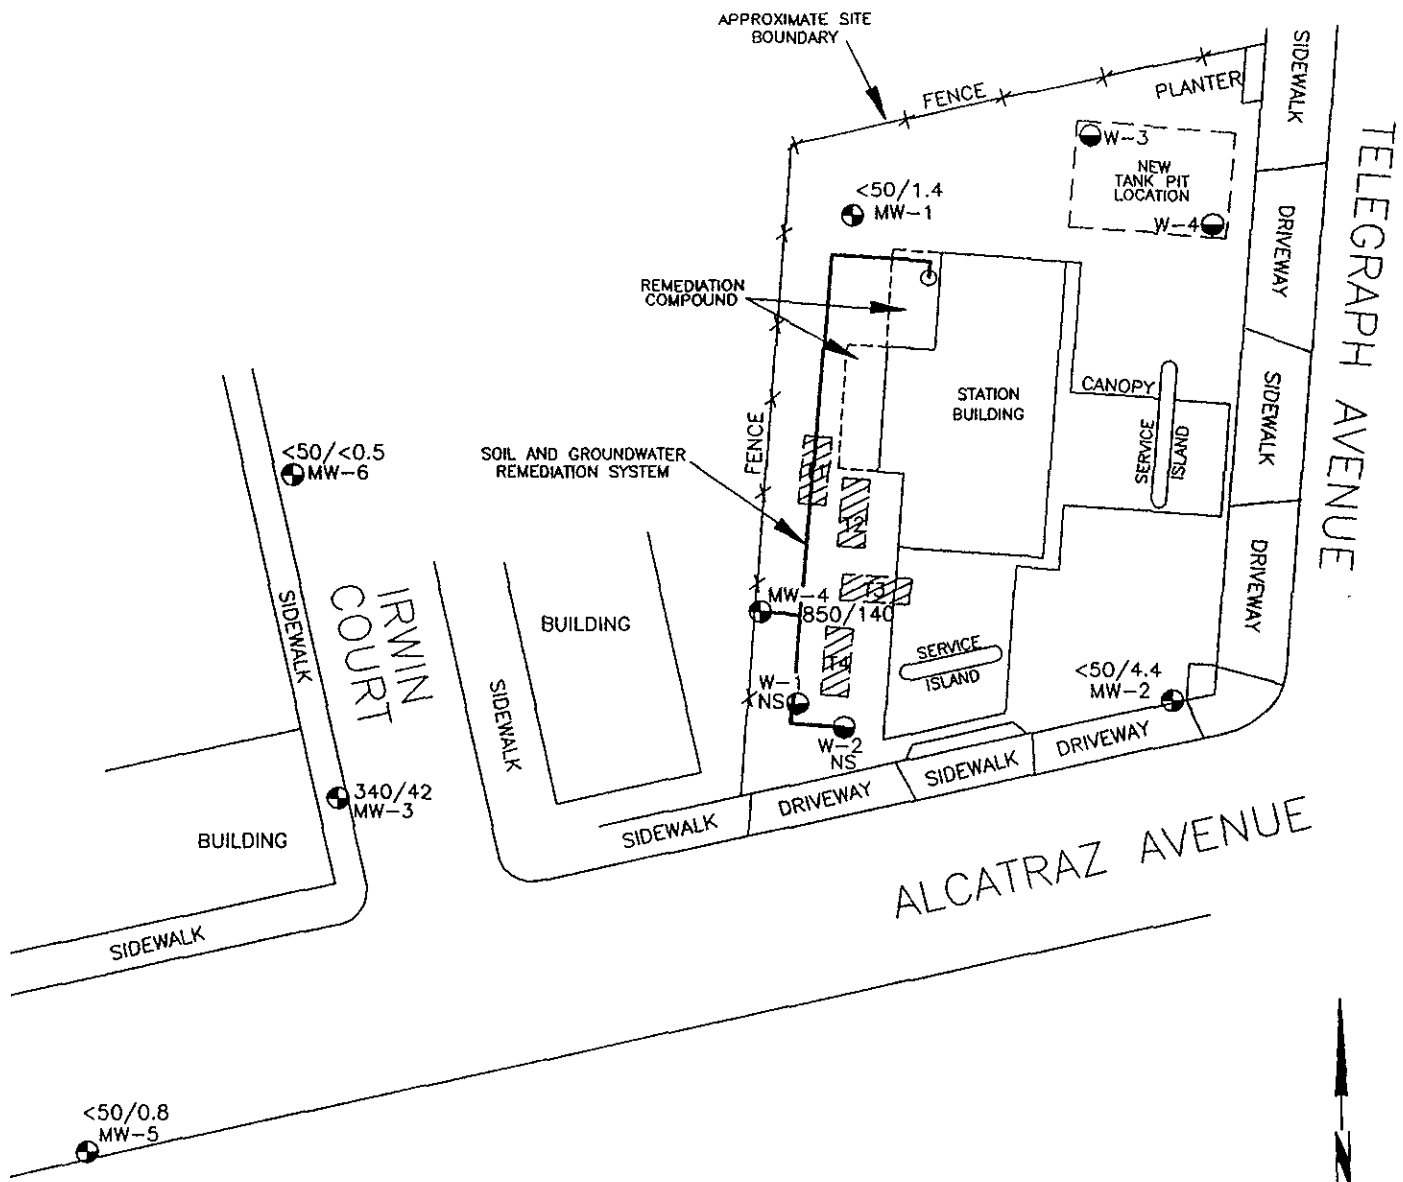 APPROXIMATE SITE
BOUNDARY
FENCE
PLANTER
SIDEWALK
TELEGRAPH AVENUE
W-3
NEW
TANK PIT
LOCATION
W-4
DRIVEWAY
<50/1.4
MW-1
REMEDIATION
COMPOUND
STATION
BUILDING
CANOPY
SERVICE
ISLAND
SIDEWALK
FENCE
SOIL AND GROUNDWATER
REMEDIATION SYSTEM
<50/<0.5
MW-6
T2
T3
DRIVEWAY
MW-4
850/140
T4
SERVICE
ISLAND
<50/4.4
MW-2
W-1
NS
W-2
NS
SIDEWALK
IRWIN
COURT
BUILDING
SIDEWALK
340/42
MW-3
BUILDING
SIDEWALK
SIDEWALK
DRIVEWAY
SIDEWALK
DRIVEWAY
ALCATRAZ AVENUE
<50/0.8
MW-5
N